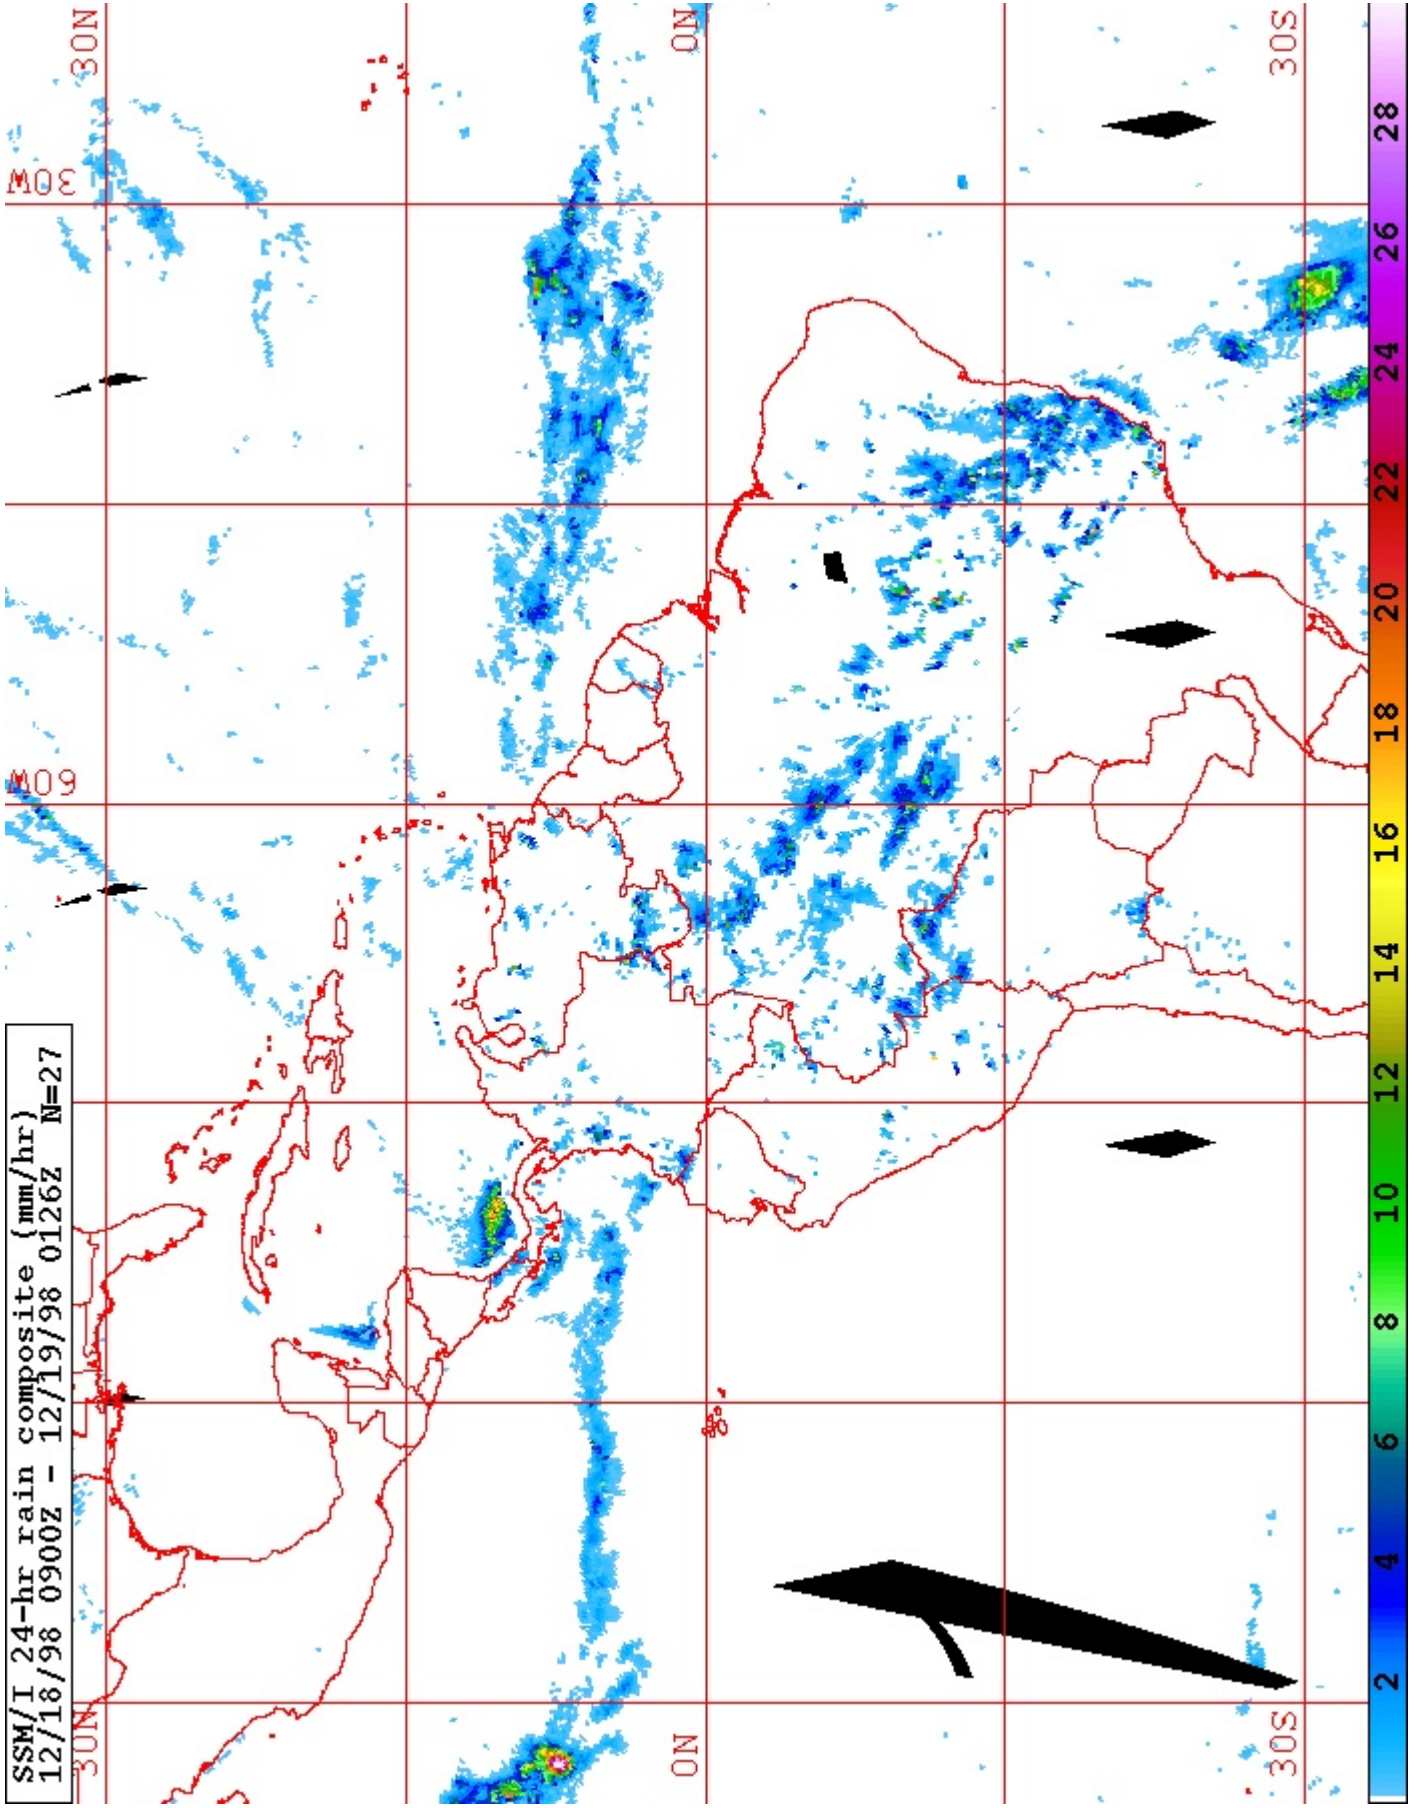 SSM/I 24-hr rain composite (mm/hr)
12/18/98 0900Z - 12/19/98 0126Z N=27
30N
30N
0N
0N
30S
30S
60W
30W
2 4 6 8 10 12 14 16 18 20 22 24 26 28